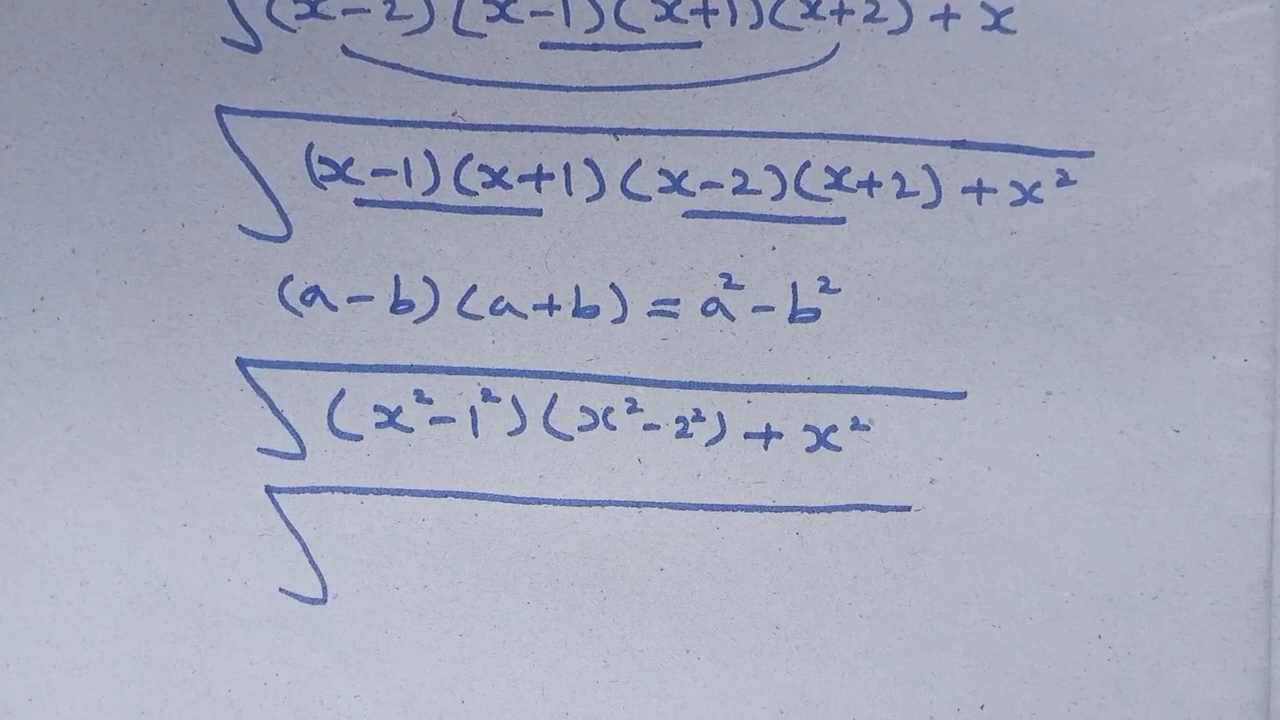 √(x-2)(x-1)(x+1)(x+2) + x
√(x-1)(x+1)(x-2)(x+2) + x²
(a-b)(a+b) = a²-b²
√(x²-1²)(x²-2²) + x²
√